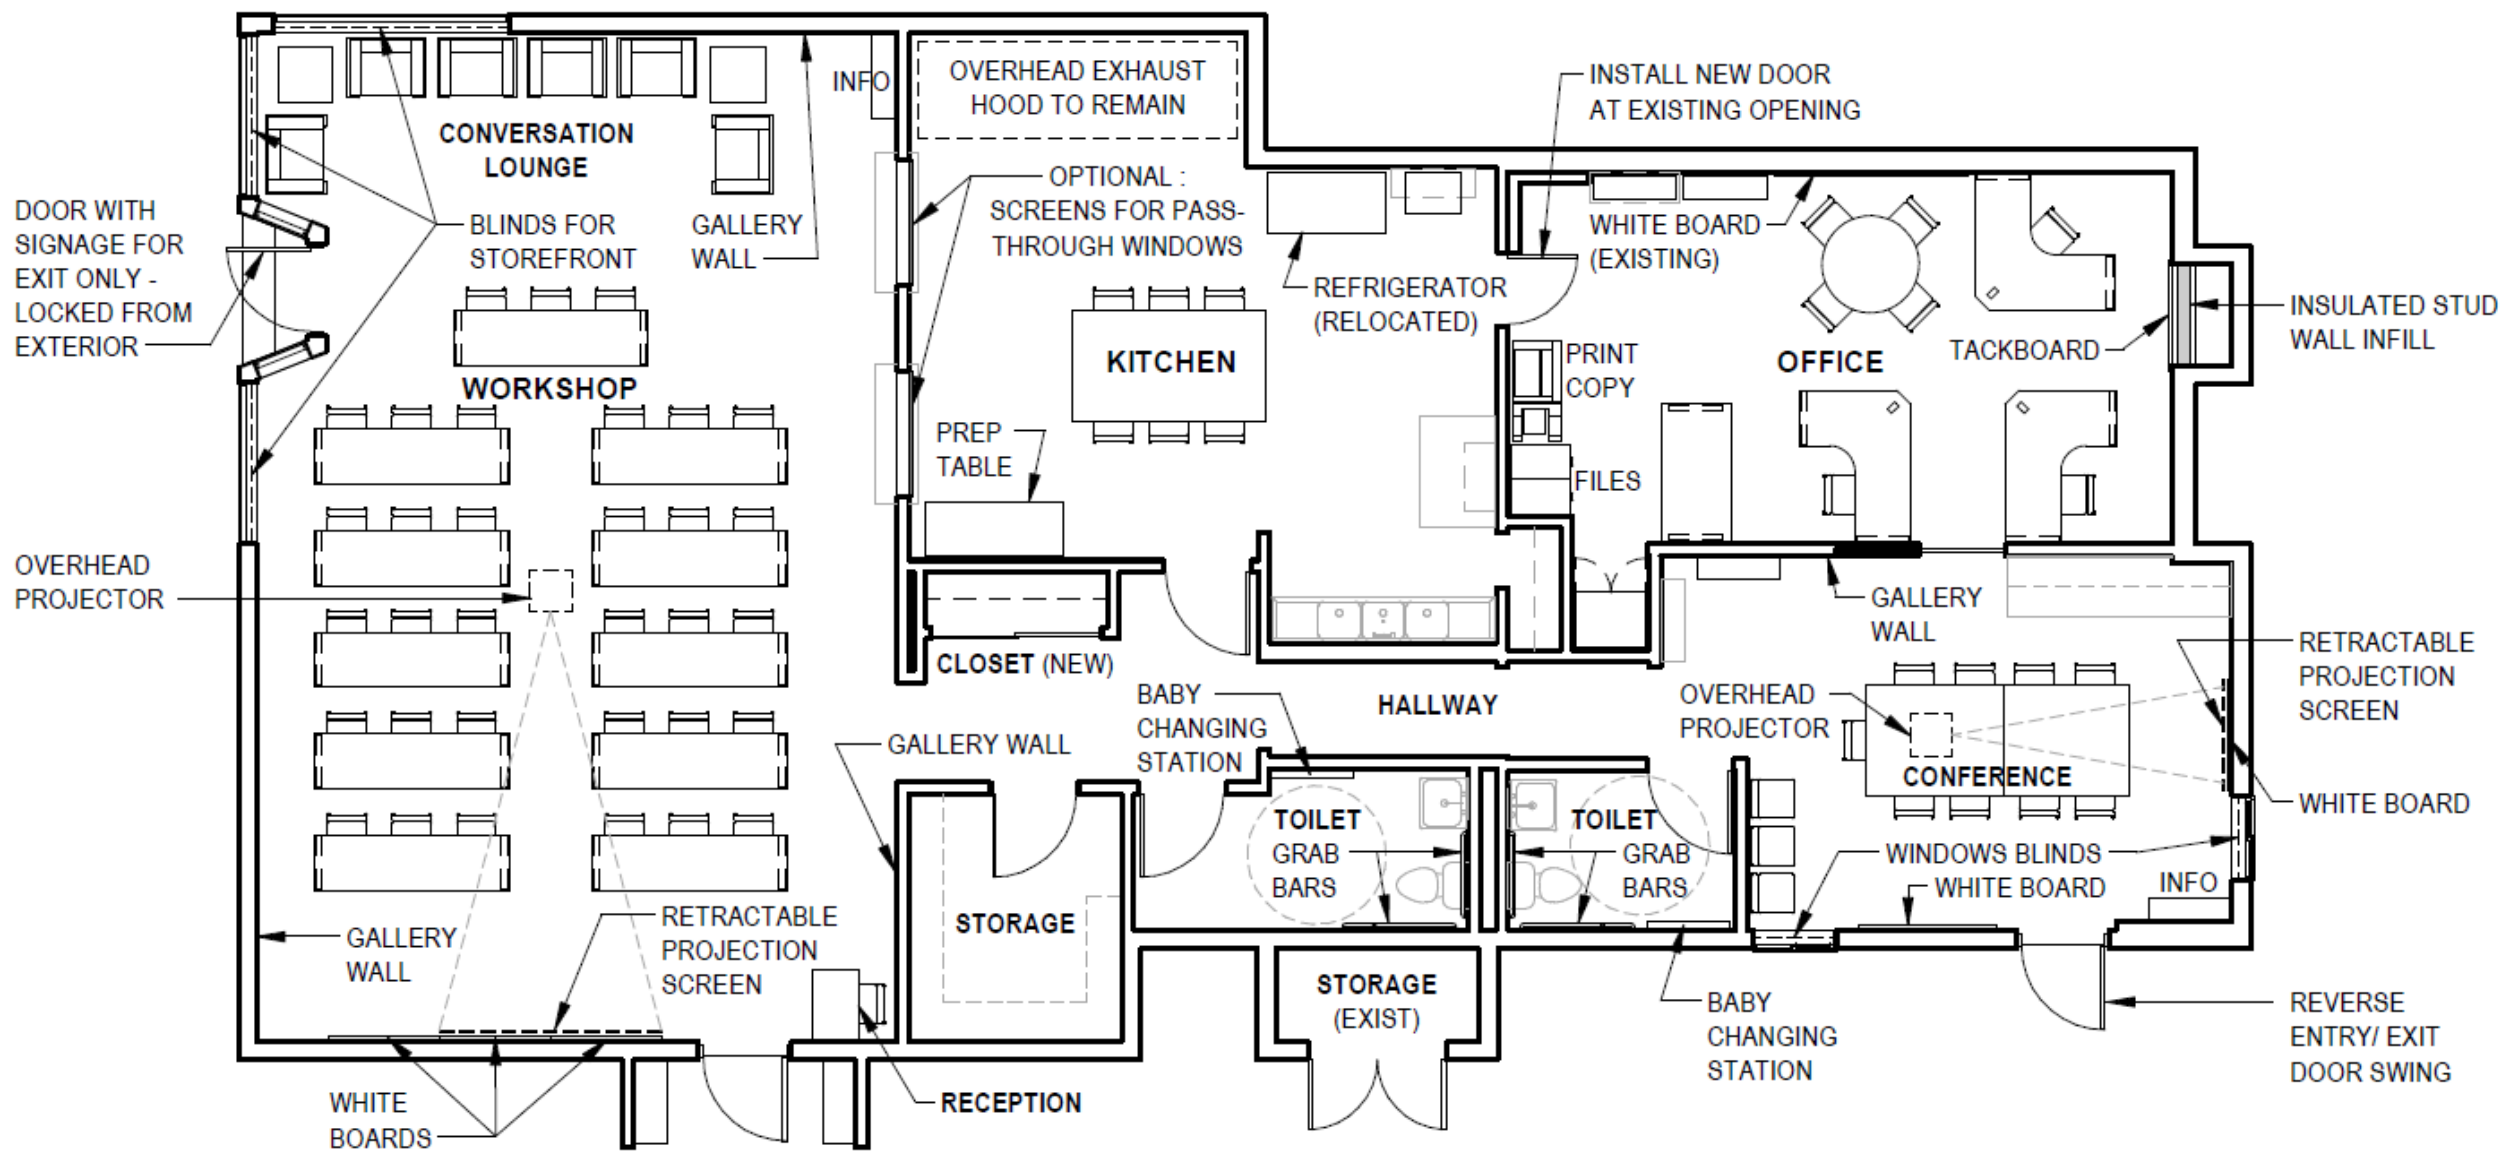 INFO
OVERHEAD EXHAUST
HOOD TO REMAIN
INSTALL NEW DOOR
AT EXISTING OPENING
CONVERSATION
LOUNGE
OPTIONAL :
SCREENS FOR PASS-
THROUGH WINDOWS
DOOR WITH
SIGNAGE FOR
EXIT ONLY -
LOCKED FROM
EXTERIOR
BLINDS FOR
STOREFRONT
GALLERY
WALL
WHITE BOARD
(EXISTING)
REFRIGERATOR
(RELOCATED)
INSULATED STUD
WALL INFILL
TACKBOARD
PRINT
COPY
OFFICE
KITCHEN
WORKSHOP
PREP
TABLE
FILES
OVERHEAD
PROJECTOR
GALLERY
WALL
CLOSET (NEW)
RETRACTABLE
PROJECTION
SCREEN
BABY
CHANGING
STATION
HALLWAY
OVERHEAD
PROJECTOR
GALLERY WALL
CONFERENCE
WHITE BOARD
TOILET
GRAB
BARS
TOILET
GRAB
BARS
WINDOWS BLINDS
WHITE BOARD
INFO
STORAGE
RETRACTABLE
PROJECTION
SCREEN
GALLERY
WALL
STORAGE
(EXIST)
BABY
CHANGING
STATION
REVERSE
ENTRY/ EXIT
DOOR SWING
WHITE
BOARDS
RECEPTION